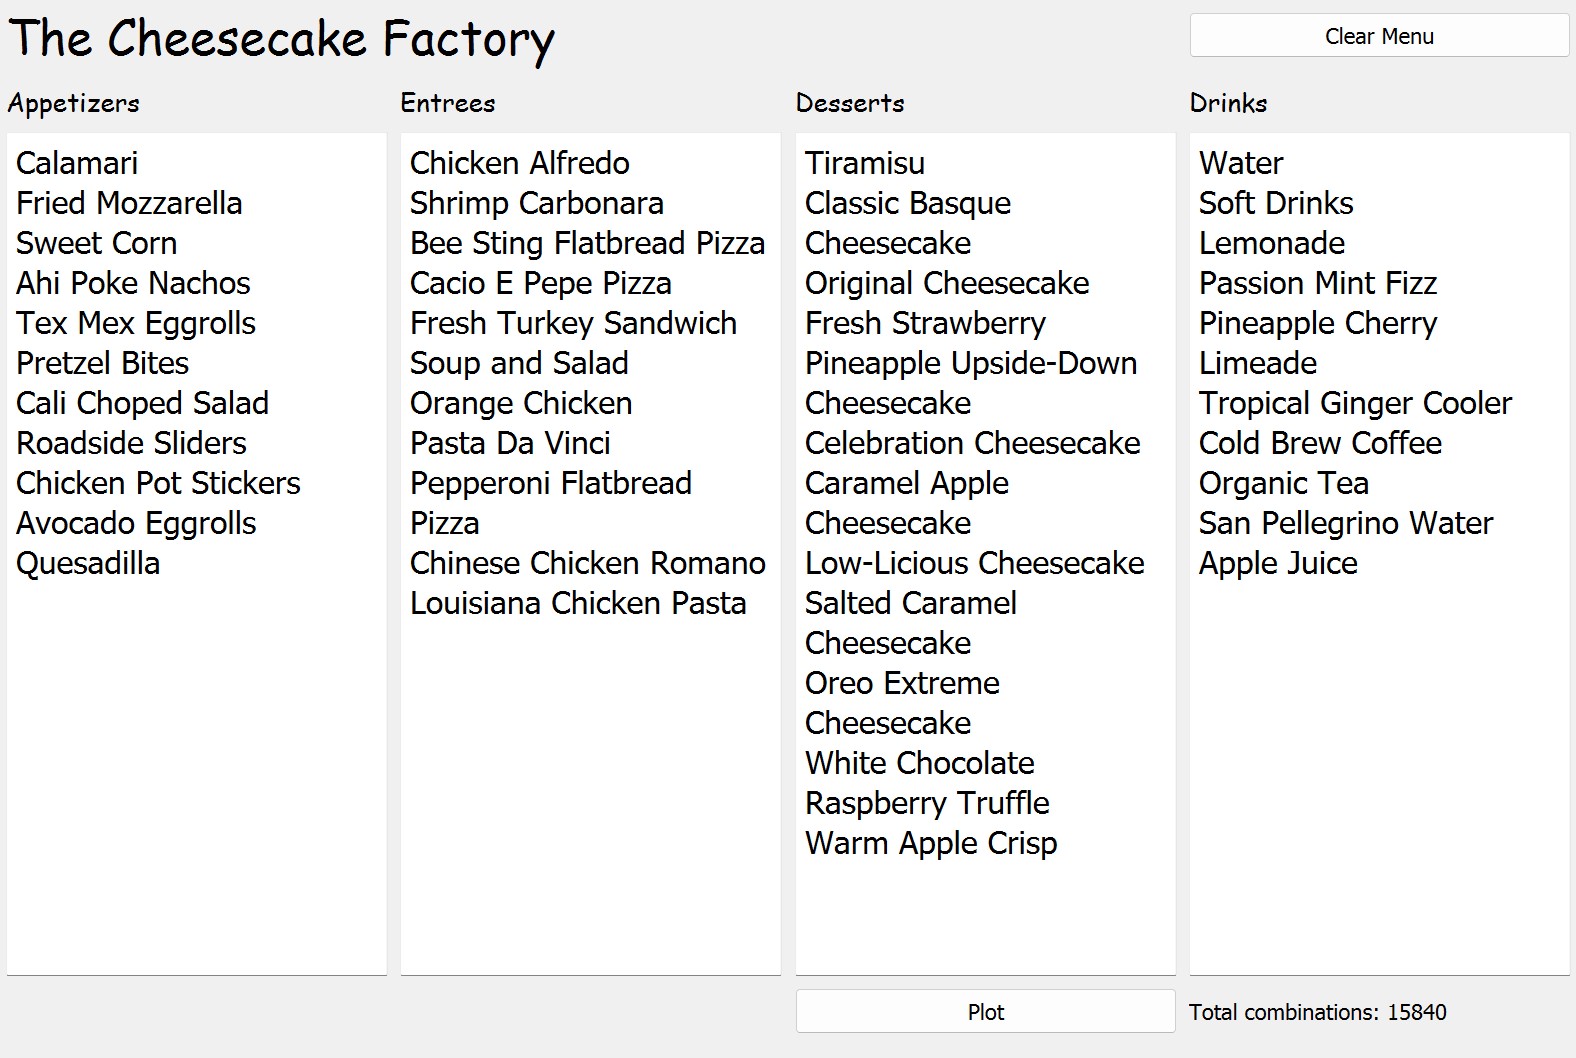 The Cheesecake Factory
Clear Menu
Appetizers
Calamari
Fried Mozzarella
Sweet Corn
Ahi Poke Nachos
Tex Mex Eggrolls
Pretzel Bites
Cali Choped Salad
Roadside Sliders
Chicken Pot Stickers
Avocado Eggrolls
Quesadilla
Entrees
Chicken Alfredo
Shrimp Carbonara
Bee Sting Flatbread Pizza
Cacio E Pepe Pizza
Fresh Turkey Sandwich
Soup and Salad
Orange Chicken
Pasta Da Vinci
Pepperoni Flatbread
Pizza
Chinese Chicken Romano
Louisiana Chicken Pasta
Desserts
Tiramisu
Classic Basque
Cheesecake
Original Cheesecake
Fresh Strawberry
Pineapple Upside-Down
Cheesecake
Celebration Cheesecake
Caramel Apple
Cheesecake
Low-Licious Cheesecake
Salted Caramel
Cheesecake
Oreo Extreme
Cheesecake
White Chocolate
Raspberry Truffle
Warm Apple Crisp
Drinks
Water
Soft Drinks
Lemonade
Passion Mint Fizz
Pineapple Cherry
Limeade
Tropical Ginger Cooler
Cold Brew Coffee
Organic Tea
San Pellegrino Water
Apple Juice
Plot
Total combinations: 15840